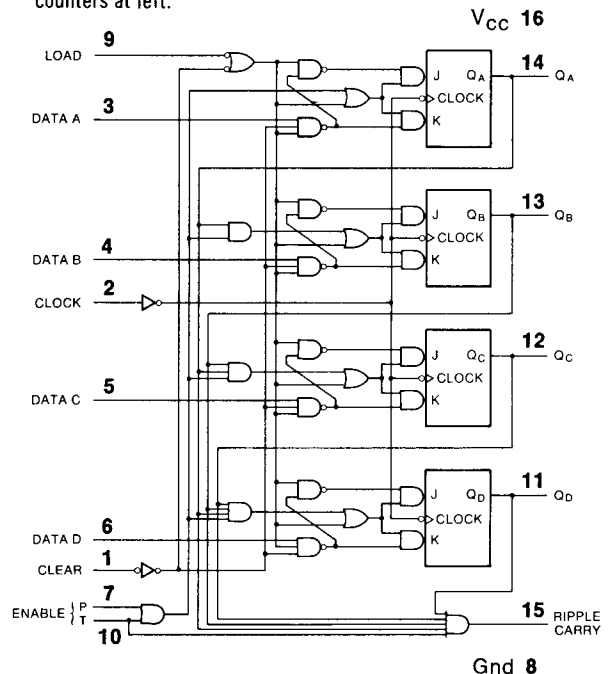 counters at left.
VCC 16
9
LOAD
14
J QA QA
CLOCK
K
3
DATA A
13
J QB QB
CLOCK
K
4
DATA B
2
CLOCK
12
J QC QC
CLOCK
K
5
DATA C
11
J QD QD
CLOCK
K
6
DATA D
1
CLEAR
7
ENABLE P
T
10
15
RIPPLE
CARRY
Gnd 8